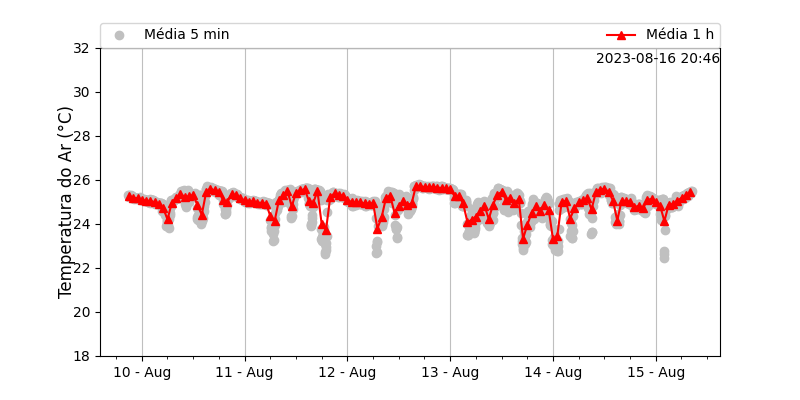 Média 5 min
Média 1 h
2023-08-16 20:46
Temperatura do Ar (°C)
32
30
28
26
24
22
20
18
10 - Aug
11 - Aug
12 - Aug
13 - Aug
14 - Aug
15 - Aug